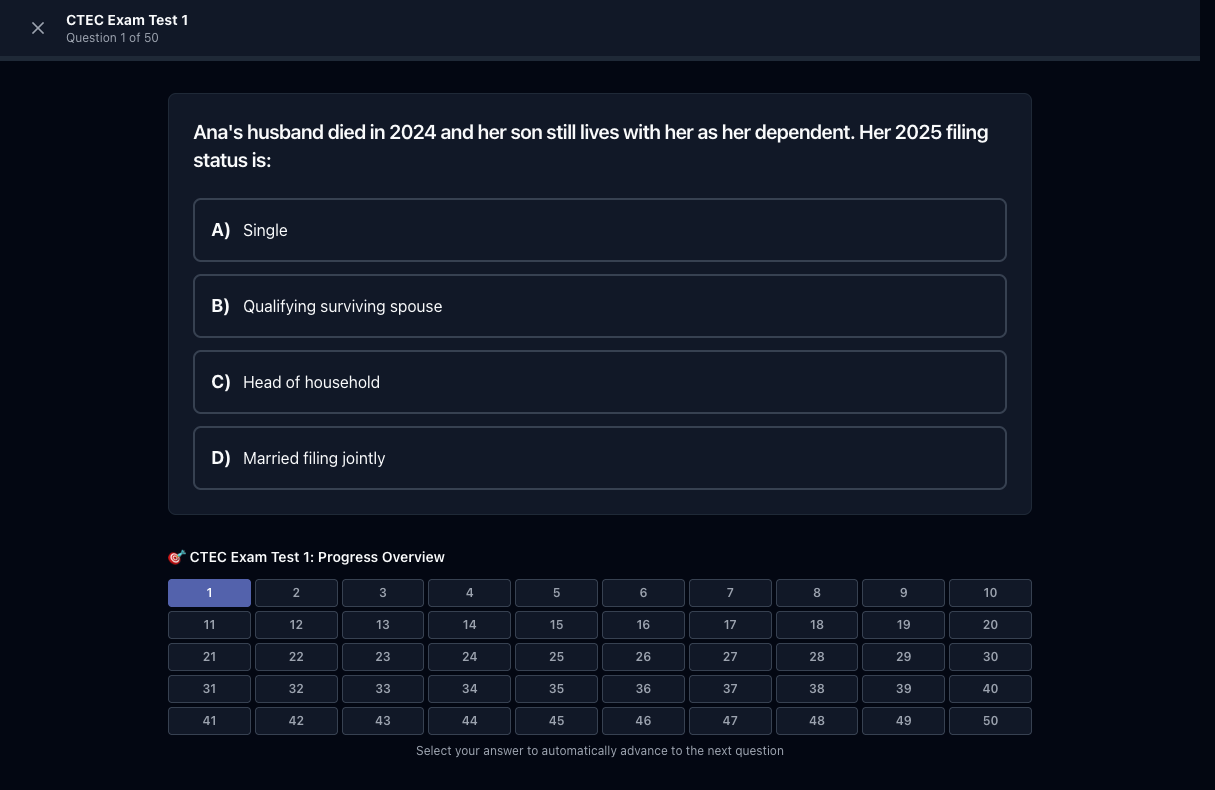 CTEC Exam Test 1
Question 1 of 50
Ana's husband died in 2024 and her son still lives with her as her dependent. Her 2025 filing
status is:
A) Single
B) Qualifying surviving spouse
C) Head of household
D) Married filing jointly
🎯 CTEC Exam Test 1: Progress Overview
1 2 3 4 5 6 7 8 9 10
11 12 13 14 15 16 17 18 19 20
21 22 23 24 25 26 27 28 29 30
31 32 33 34 35 36 37 38 39 40
41 42 43 44 45 46 47 48 49 50
Select your answer to automatically advance to the next question